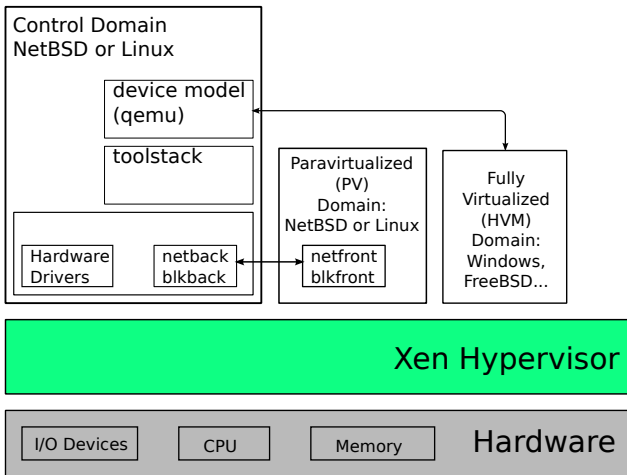 Control Domain
NetBSD or Linux
device model
(qemu)
toolstack
Hardware
Drivers
netback
blkback
Paravirtualized
(PV)
Domain:
NetBSD or Linux
netfront
blkfront
Fully
Virtualized
(HVM)
Domain:
Windows,
FreeBSD...
Xen Hypervisor
I/O Devices
CPU
Memory
Hardware